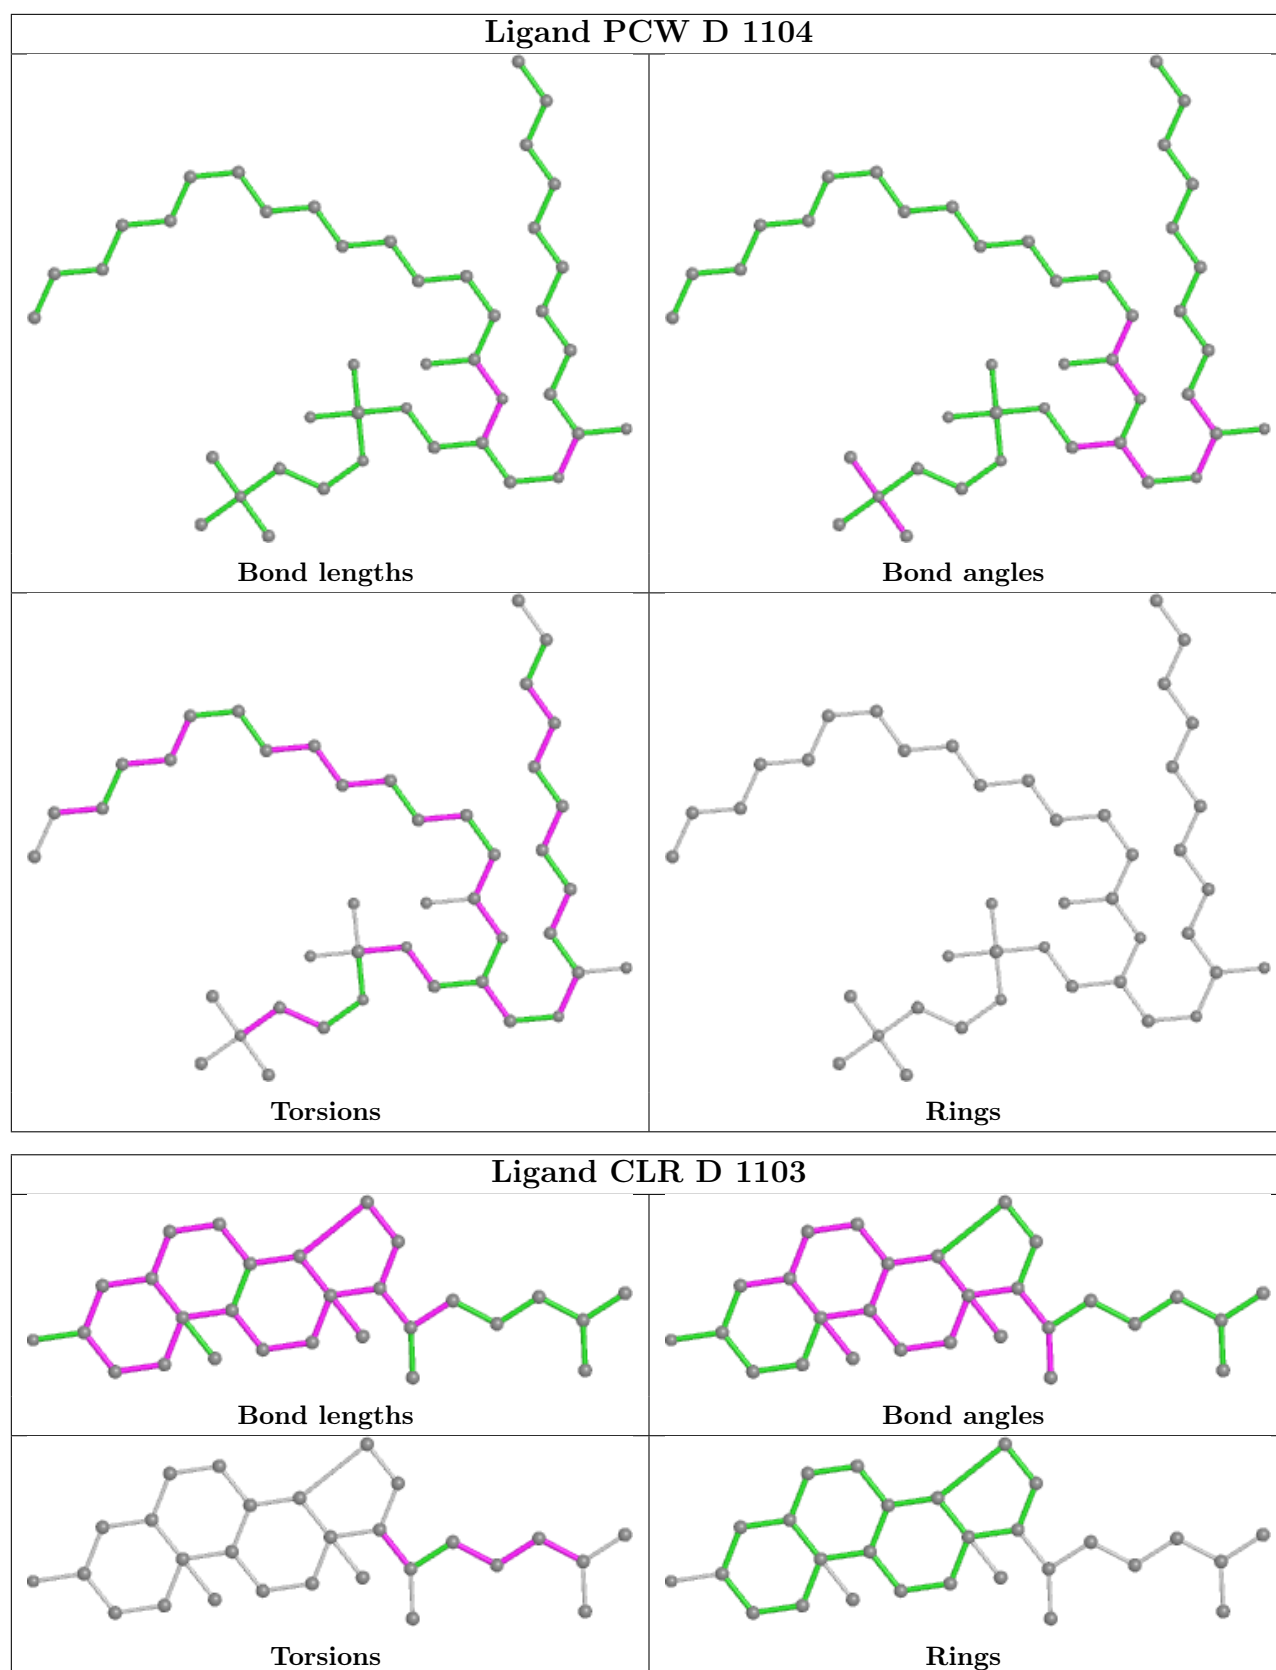 Ligand PCW D 1104
Bond lengths
Bond angles
Torsions
Rings
Ligand CLR D 1103
Bond lengths
Bond angles
Torsions
Rings